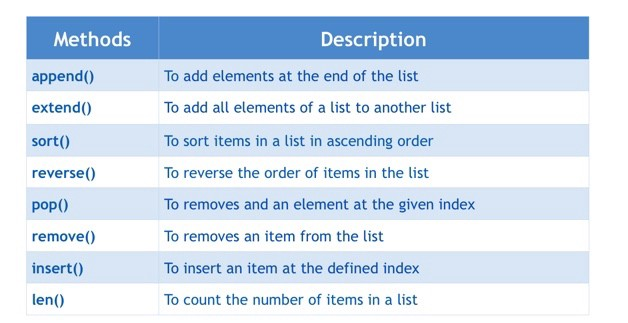 Methods Description
append() To add elements at the end of the list
extend() To add all elements of a list to another list
sort() To sort items in a list in ascending order
reverse() To reverse the order of items in the list
pop() To removes and an element at the given index
remove() To removes an item from the list
insert() To insert an item at the defined index
len() To count the number of items in a list